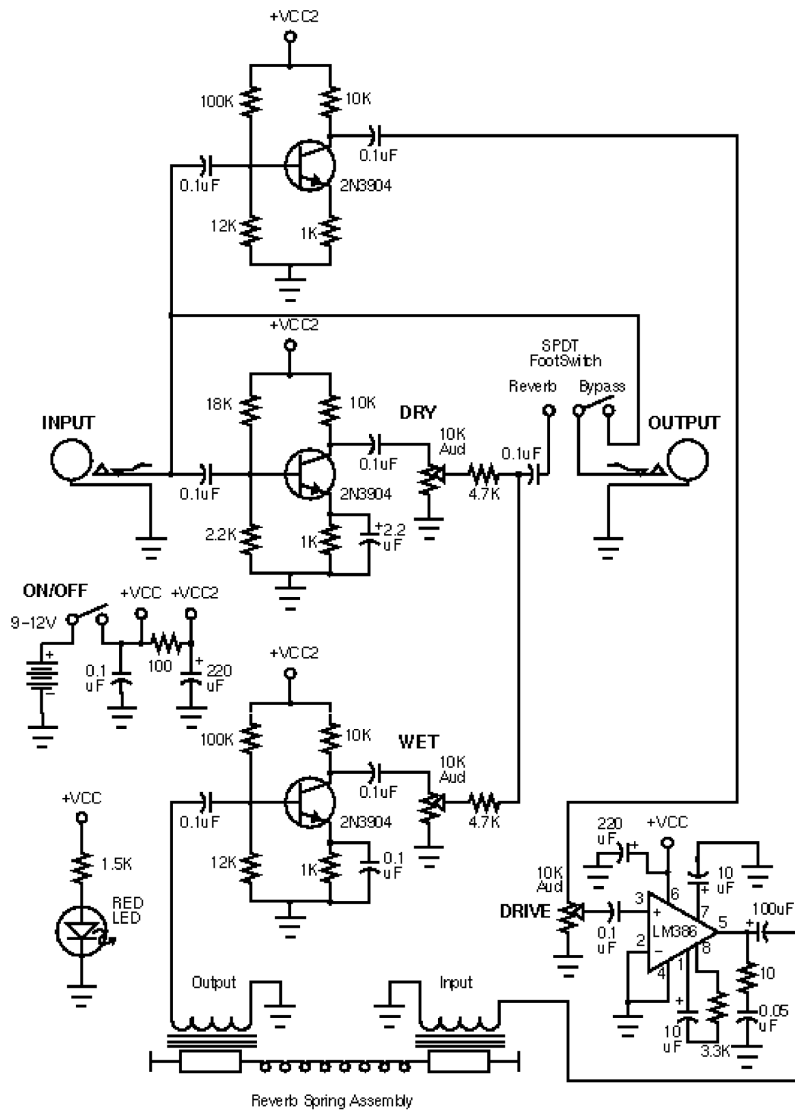 +VCC2
100K
10K
0.1uF
0.1uF
2N3904
12K
1K
+VCC2
SPDT
FootSwitch
Reverb
Bypass
INPUT
18K
10K
DRY
10K
Aud
0.1uF
OUTPUT
0.1uF
0.1uF
2N3904
4.7K
2.2K
1K
+2.2
uF
ON/OFF
+VCC
+VCC2
9-12V
+
-
0.1
uF
100
+
220
uF
+VCC2
100K
10K
WET
10K
Aud
0.1uF
0.1uF
2N3904
4.7K
12K
1K
0.1
uF
+VCC
1.5K
RED
LED
220
uF
+
+VCC
10K
Aud
DRIVE
0.1
uF
3
+
2
-
LM386
6
7
10
uF
+
5
+
100uF
4
1
8
+
10
uF
3.3K
10
0.05
uF
Output
Input
Reverb Spring Assembly